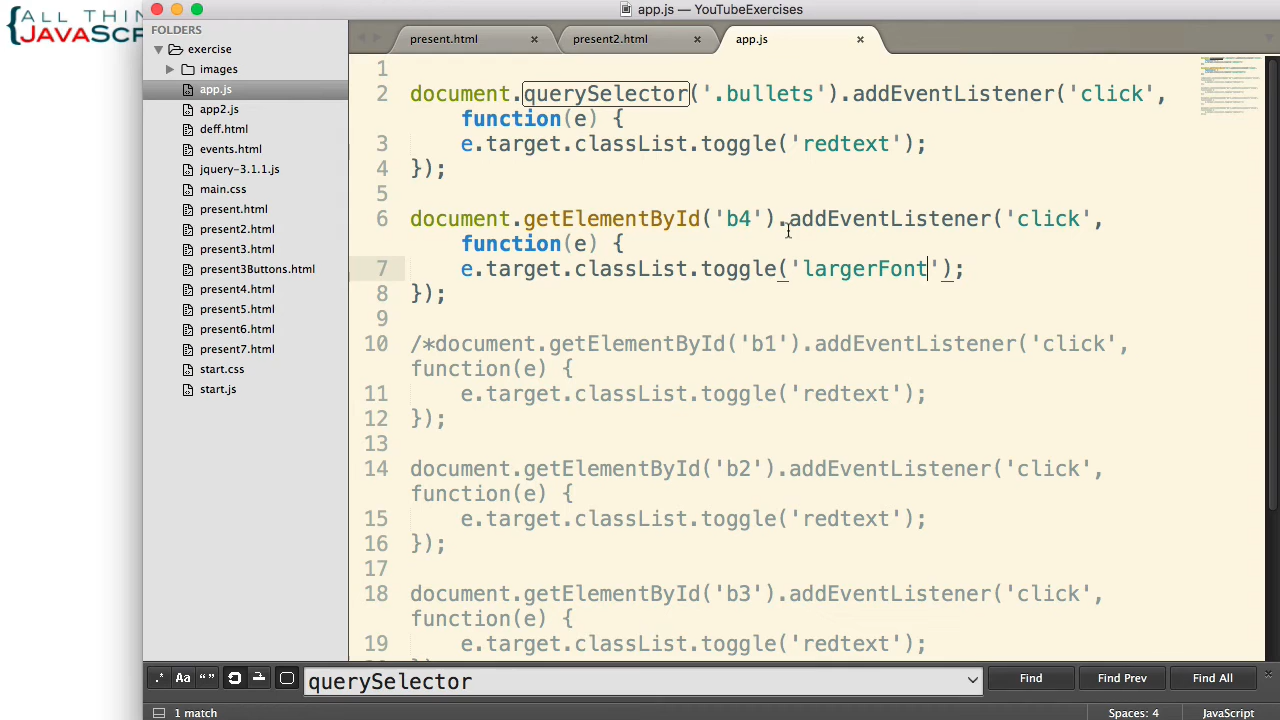 ALL THIN
{JAVASCR
app.js — YouTubeExercises
FOLDERS
exercise
images
app.js
app2.js
deff.html
events.html
jquery-3.1.1.js
main.css
present.html
present2.html
present3.html
present3Buttons.html
present4.html
present5.html
present6.html
present7.html
start.css
start.js
present.html
present2.html
app.js
1
2 document.querySelector('.bullets').addEventListener('click',
function(e) {
3 e.target.classList.toggle('redtext');
4 });
5
6 document.getElementById('b4').addEventListener('click',
function(e) {
7 e.target.classList.toggle('largerFont');
8 });
9
10 /*document.getElementById('b1').addEventListener('click',
function(e) {
11 e.target.classList.toggle('redtext');
12 });
13
14 document.getElementById('b2').addEventListener('click',
function(e) {
15 e.target.classList.toggle('redtext');
16 });
17
18 document.getElementById('b3').addEventListener('click',
function(e) {
19 e.target.classList.toggle('redtext');
.* Aa “” querySelector Find Find Prev Find All
1 match Spaces: 4 JavaScript